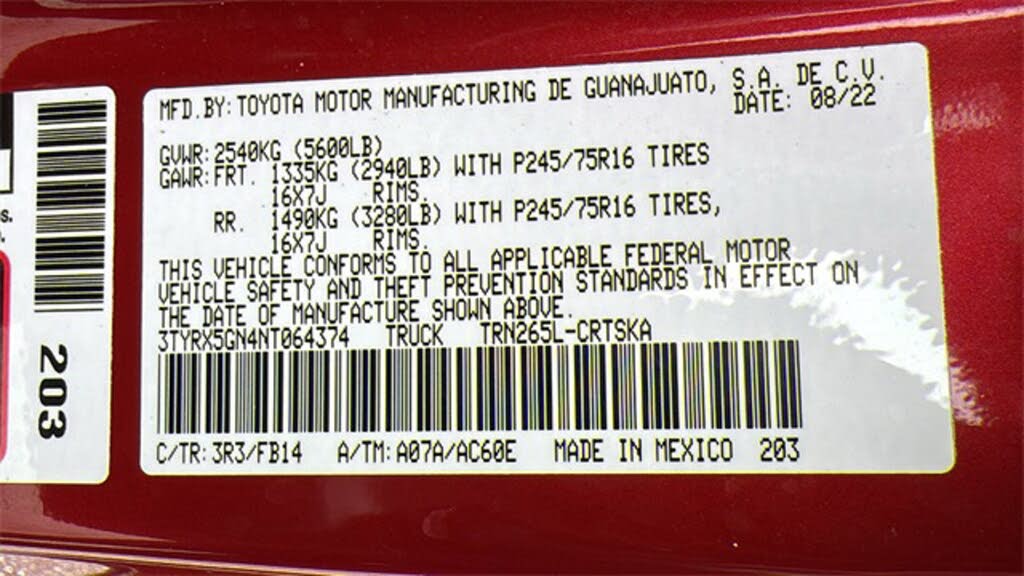 MFD.BY:TOYOTA MOTOR MANUFACTURING DE GUANAJUATO, S.A. DE C.V.
DATE: 08/22
GVWR:2540KG (5600LB)
GAWR:FRT. 1335KG (2940LB) WITH P245/75R16 TIRES
16X7J RIMS.
RR. 1490KG (3280LB) WITH P245/75R16 TIRES,
16X7J RIMS.
THIS VEHICLE CONFORMS TO ALL APPLICABLE FEDERAL MOTOR
VEHICLE SAFETY AND THEFT PREVENTION STANDARDS IN EFFECT ON
THE DATE OF MANUFACTURE SHOWN ABOVE.
3TYRX5GN4NT064374 TRUCK TRN265L-CRTSKA
C/TR:3R3/FB14 A/TM:A07A/AC60E MADE IN MEXICO 203
203